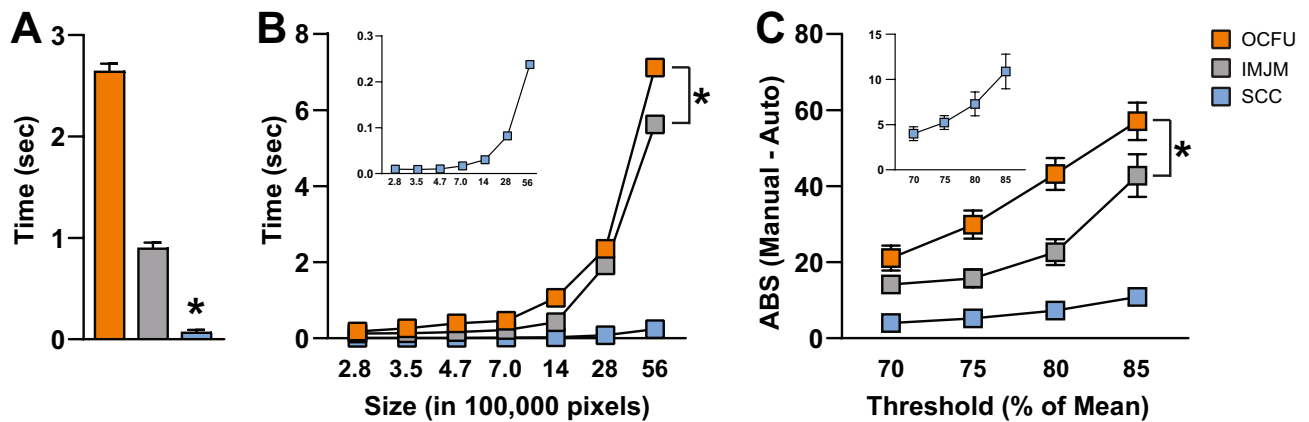 A
Time (sec)
3
2
1
0
*
B
Time (sec)
8
6
4
2
0
2.8 3.5 4.7 7.0 14 28 56
Size (in 100,000 pixels)
0.3
0.2
0.1
0.0
2.8 3.5 4.7 7.0 14 28 56
*
C
ABS (Manual - Auto)
80
60
40
20
0
70 75 80 85
Threshold (% of Mean)
15
10
5
0
70 75 80 85
*
OCFU
IMJM
SCC